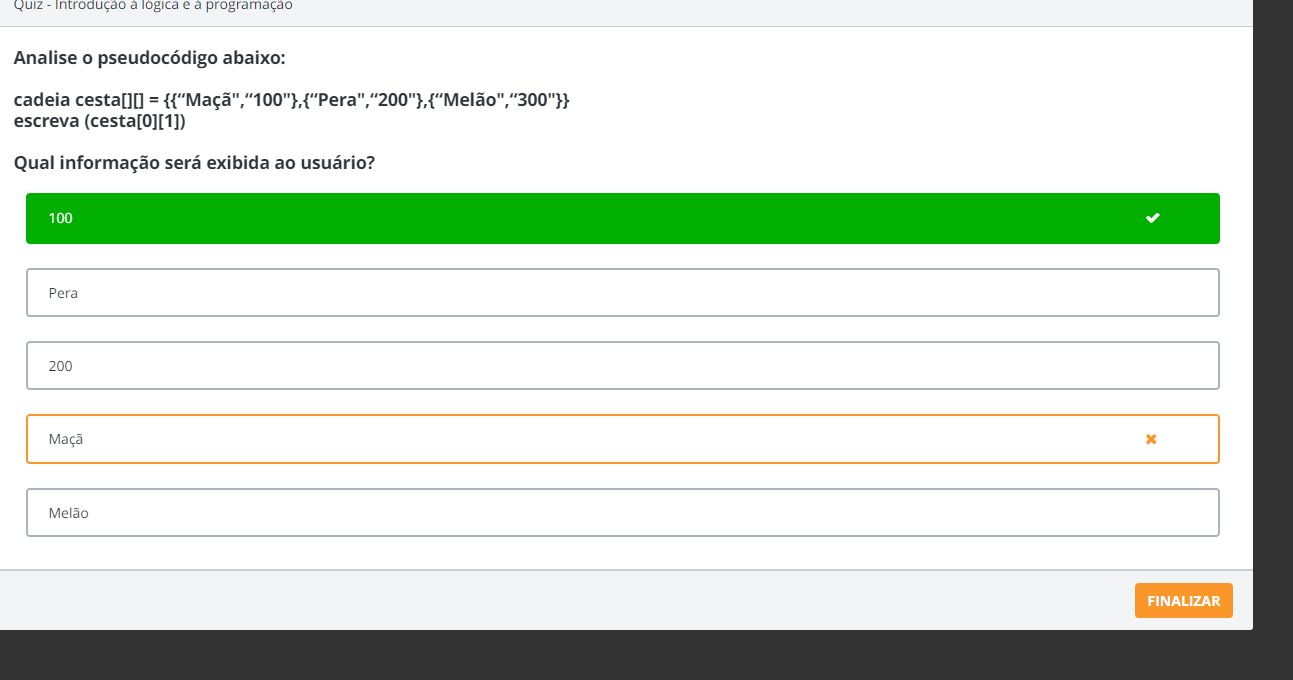 Quiz - Introdução à lógica e à programação
Analise o pseudocódigo abaixo:
cadeia cesta[][] = {{“Maçã",“100"},{“Pera",“200"},{“Melão",“300"}}
escreva (cesta[0][1])
Qual informação será exibida ao usuário?
100
Pera
200
Maçã
Melão
FINALIZAR